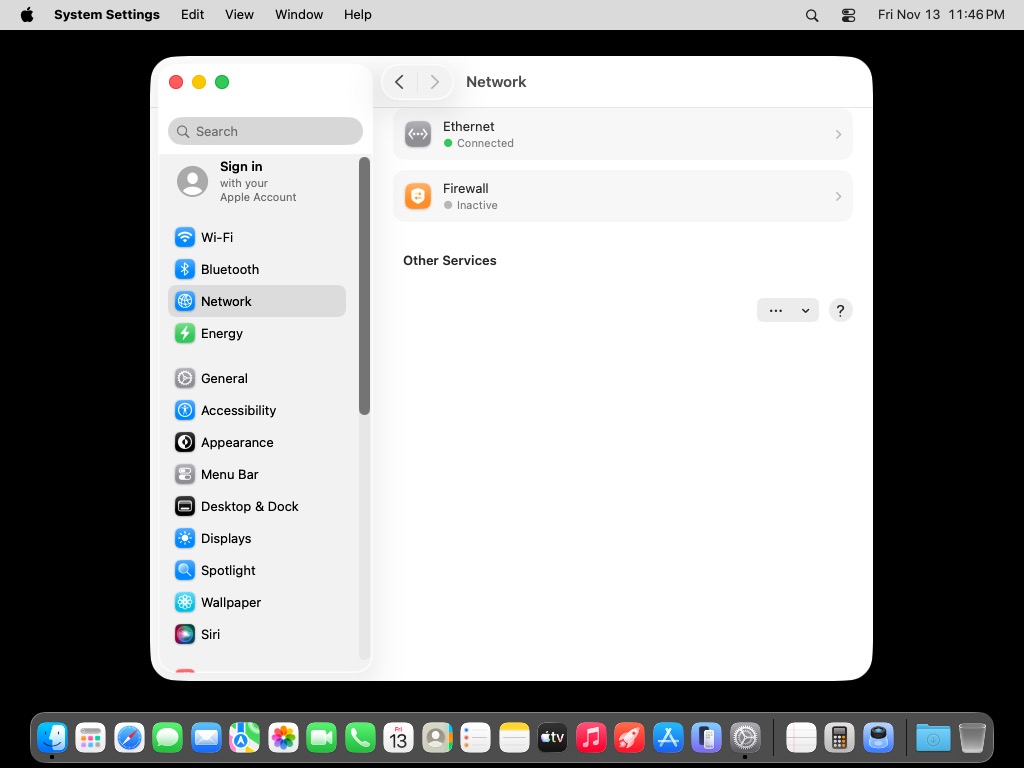 System Settings Edit View Window Help Fri Nov 13 11:46 PM
Network
Search
Sign in
with your
Apple Account
Wi-Fi
Bluetooth
Network
Energy
General
Accessibility
Appearance
Menu Bar
Desktop & Dock
Displays
Spotlight
Wallpaper
Siri
Ethernet
Connected
Firewall
Inactive
Other Services
?
Fri
13
tv